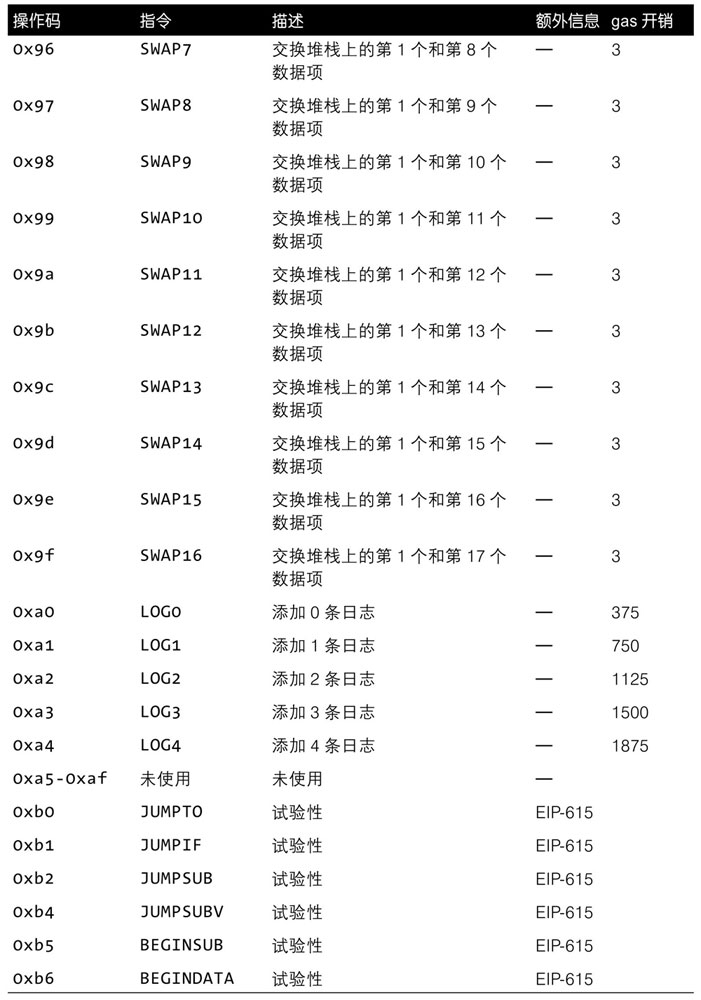 操作码 指令 描述 额外信息 gas 开销
0x96 SWAP7 交换堆栈上的第 1 个和第 8 个 — 3
数据项
0x97 SWAP8 交换堆栈上的第 1 个和第 9 个 — 3
数据项
0x98 SWAP9 交换堆栈上的第 1 个和第 10 个 — 3
数据项
0x99 SWAP10 交换堆栈上的第 1 个和第 11 个 — 3
数据项
0x9a SWAP11 交换堆栈上的第 1 个和第 12 个 — 3
数据项
0x9b SWAP12 交换堆栈上的第 1 个和第 13 个 — 3
数据项
0x9c SWAP13 交换堆栈上的第 1 个和第 14 个 — 3
数据项
0x9d SWAP14 交换堆栈上的第 1 个和第 15 个 — 3
数据项
0x9e SWAP15 交换堆栈上的第 1 个和第 16 个 — 3
数据项
0x9f SWAP16 交换堆栈上的第 1 个和第 17 个 — 3
数据项
0xa0 LOG0 添加 0 条日志 — 375
0xa1 LOG1 添加 1 条日志 — 750
0xa2 LOG2 添加 2 条日志 — 1125
0xa3 LOG3 添加 3 条日志 — 1500
0xa4 LOG4 添加 4 条日志 — 1875
0xa5-0xaf 未使用 未使用 —
0xb0 JUMPTO 试验性 EIP-615
0xb1 JUMPIF 试验性 EIP-615
0xb2 JUMPSUB 试验性 EIP-615
0xb4 JUMPSUBV 试验性 EIP-615
0xb5 BEGINSUB 试验性 EIP-615
0xb6 BEGINDATA 试验性 EIP-615